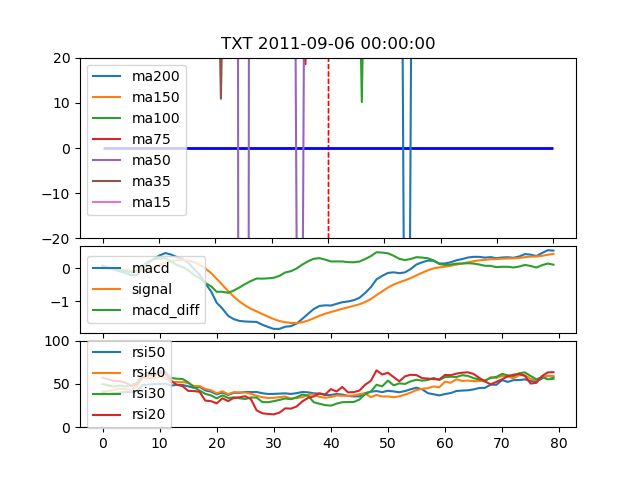 TXT 2011-09-06 00:00:00
20
10
0
−10
−20
ma200
ma150
ma100
ma75
ma50
ma35
ma15
0
−1
macd
signal
macd_diff
100
50
0
rsi50
rsi40
rsi30
rsi20
0 10 20 30 40 50 60 70 80